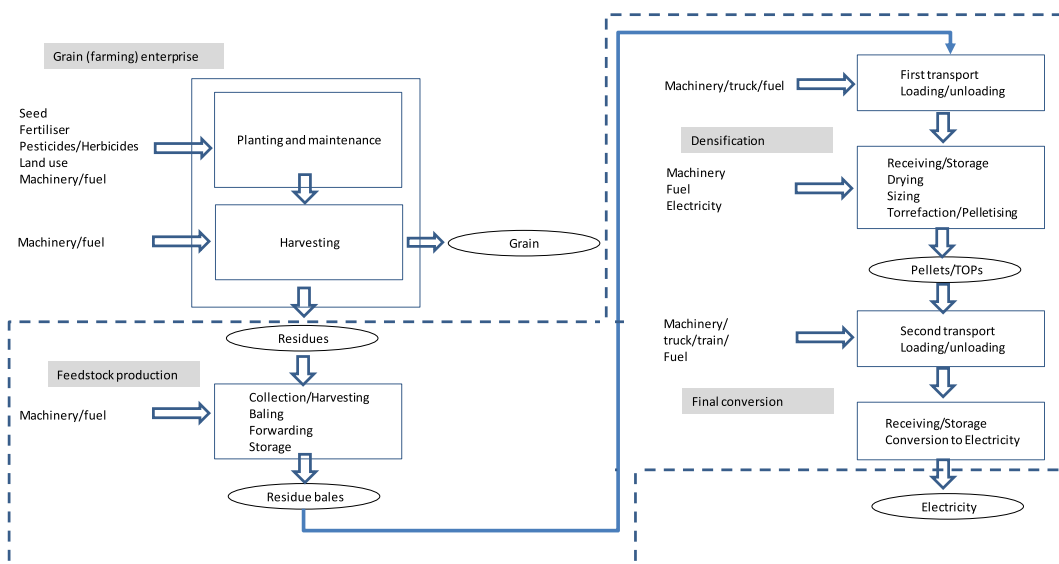 Grain (farming) enterprise
Seed
Fertiliser
Pesticides/Herbicides
Land use
Machinery/fuel
Planting and maintenance
Machinery/fuel
Harvesting
Grain
Residues
Feedstock production
Machinery/fuel
Collection/Harvesting
Baling
Forwarding
Storage
Residue bales
Machinery/truck/fuel
First transport
Loading/unloading
Densification
Machinery
Fuel
Electricity
Receiving/Storage
Drying
Sizing
Torrefaction/Pelletising
Pellets/TOPs
Machinery/
truck/train/
Fuel
Second transport
Loading/unloading
Final conversion
Receiving/Storage
Conversion to Electricity
Electricity